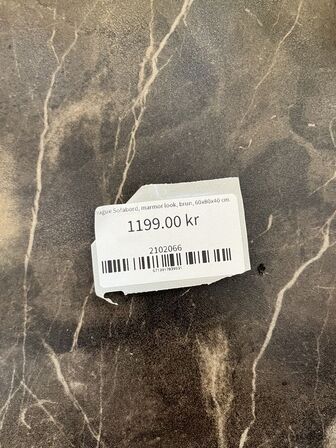 Sofabord, marmor look, brun, 60x80x40 cm
1199.00 kr
2102066